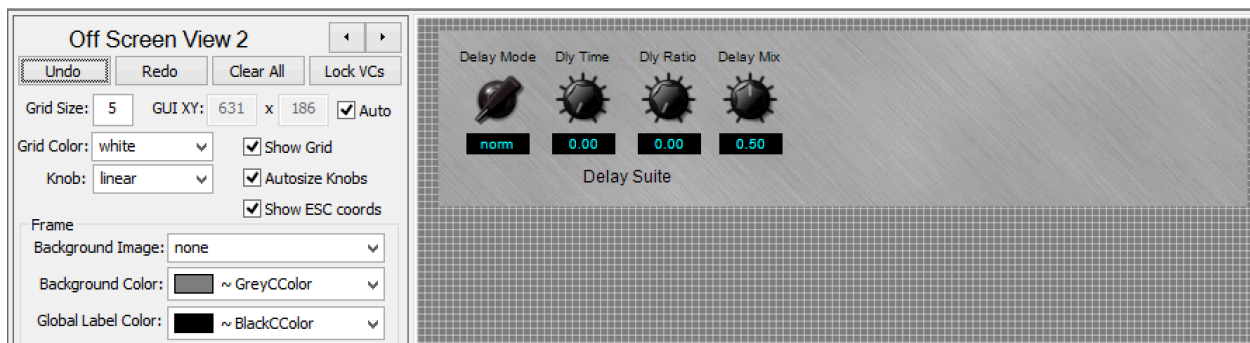 Off Screen View 2
Undo Redo Clear All Lock VCs
Grid Size: 5 GUI XY: 631 x 186 Auto
Grid Color: white Show Grid
Knob: linear Autosize Knobs
Show ESC coords
Frame
Background Image: none
Background Color: ~ GreyCColor
Global Label Color: ~ BlackCColor
Delay Mode Dly Time Dly Ratio Delay Mix
norm 0.00 0.00 0.50
Delay Suite